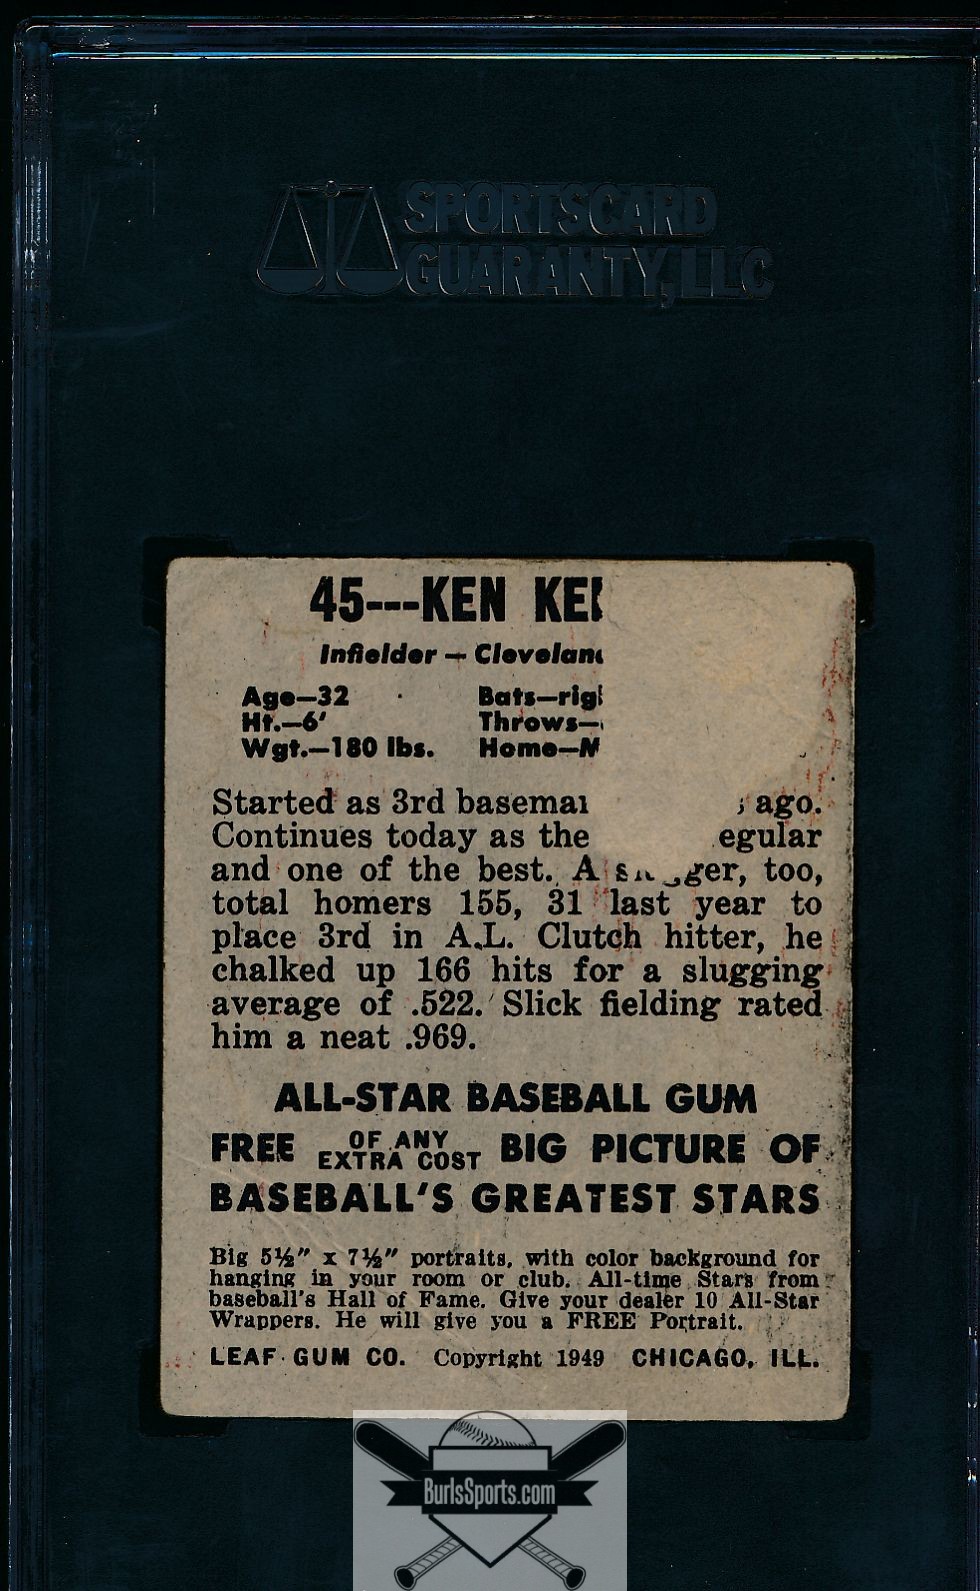 SPORTSCARD
GUARANTY, LLC
45---KEN KE
Infielder — Clevelan
Age—32 Bats—rig
Ht.—6' Throws—
Wgt.—180 lbs. Home—M
Started as 3rd basema ago.
Continues today as the egular
and one of the best. A s ger, too,
total homers 155, 31 last year to
place 3rd in A.L. Clutch hitter, he
chalked up 166 hits for a slugging
average of .522. Slick fielding rated
him a neat .969.
ALL-STAR BASEBALL GUM
FREE OF ANY EXTRA COST BIG PICTURE OF
BASEBALL'S GREATEST STARS
Big 5½" x 7½" portraits, with color background for
hanging in your room or club. All-time Stars from
baseball's Hall of Fame. Give your dealer 10 All-Star
Wrappers. He will give you a FREE Portrait.
LEAF GUM CO. Copyright 1949 CHICAGO, ILL.
BurlsSports.com